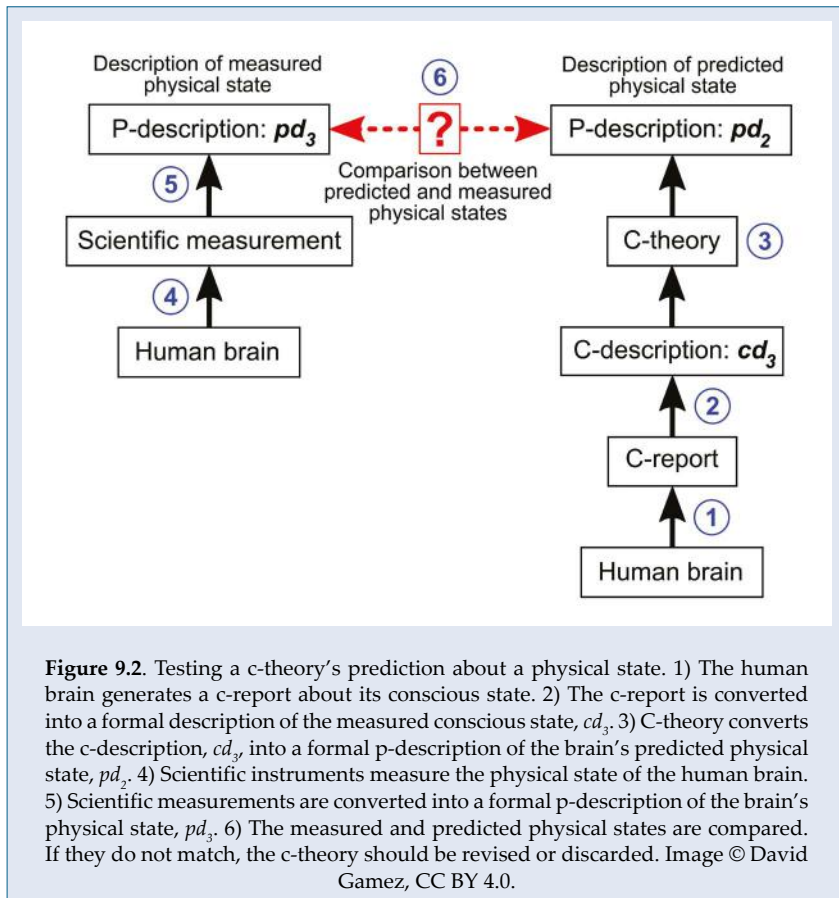 Description of measured
physical state
P-description: pd₃
5
Scientific measurement
4
Human brain
6
?
Comparison between
predicted and measured
physical states
Description of predicted
physical state
P-description: pd₂
C-theory
3
C-description: cd₃
2
C-report
1
Human brain
Figure 9.2. Testing a c-theory's prediction about a physical state. 1) The human
brain generates a c-report about its conscious state. 2) The c-report is converted
into a formal description of the measured conscious state, cd₃. 3) C-theory converts
the c-description, cd₃, into a formal p-description of the brain's predicted physical
state, pd₂. 4) Scientific instruments measure the physical state of the human brain.
5) Scientific measurements are converted into a formal p-description of the brain's
physical state, pd₃. 6) The measured and predicted physical states are compared.
If they do not match, the c-theory should be revised or discarded. Image © David
Gamez, CC BY 4.0.